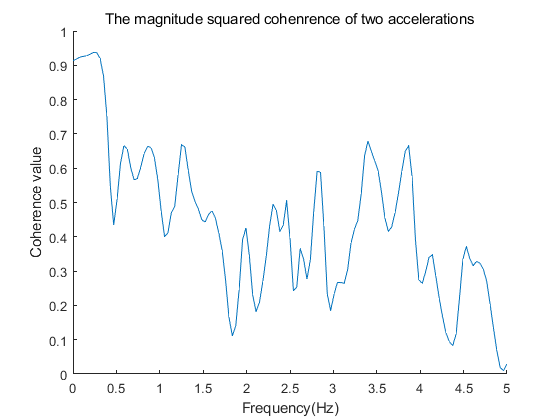 The magnitude squared cohenrence of two accelerations
1
0.9
0.8
0.7
0.6
0.5
0.4
0.3
0.2
0.1
0
Coherence value
0 0.5 1 1.5 2 2.5 3 3.5 4 4.5 5
Frequency(Hz)